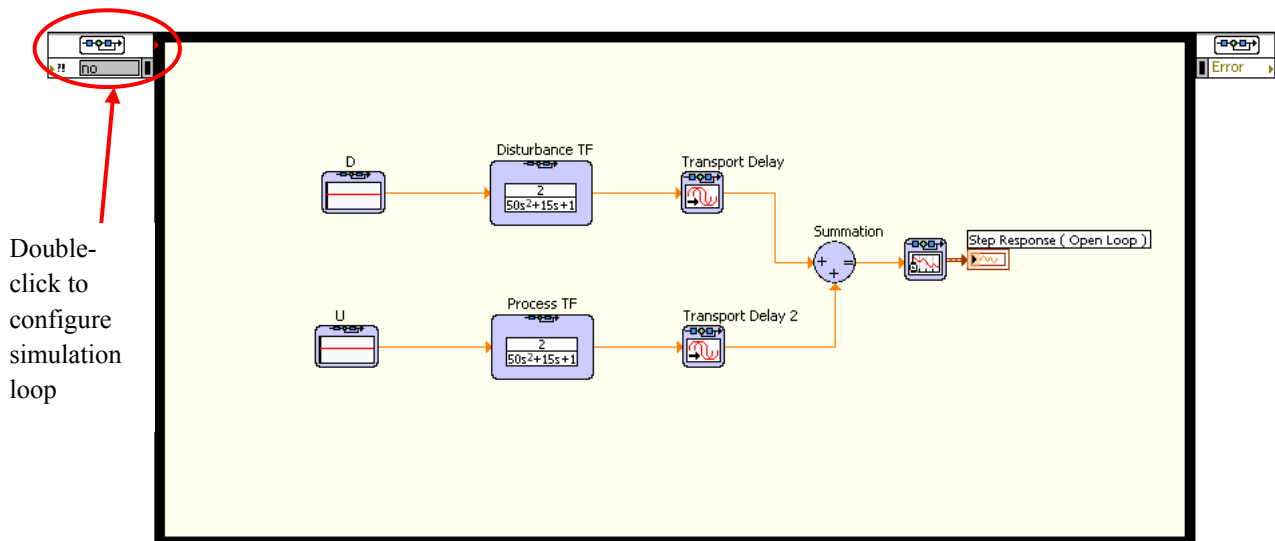 ?! no
Error
D
Disturbance TF
2
50s²+15s+1
Transport Delay
Summation
+ =
+
Step Response ( Open Loop )
U
Process TF
2
50s²+15s+1
Transport Delay 2
Double-
click to
configure
simulation
loop